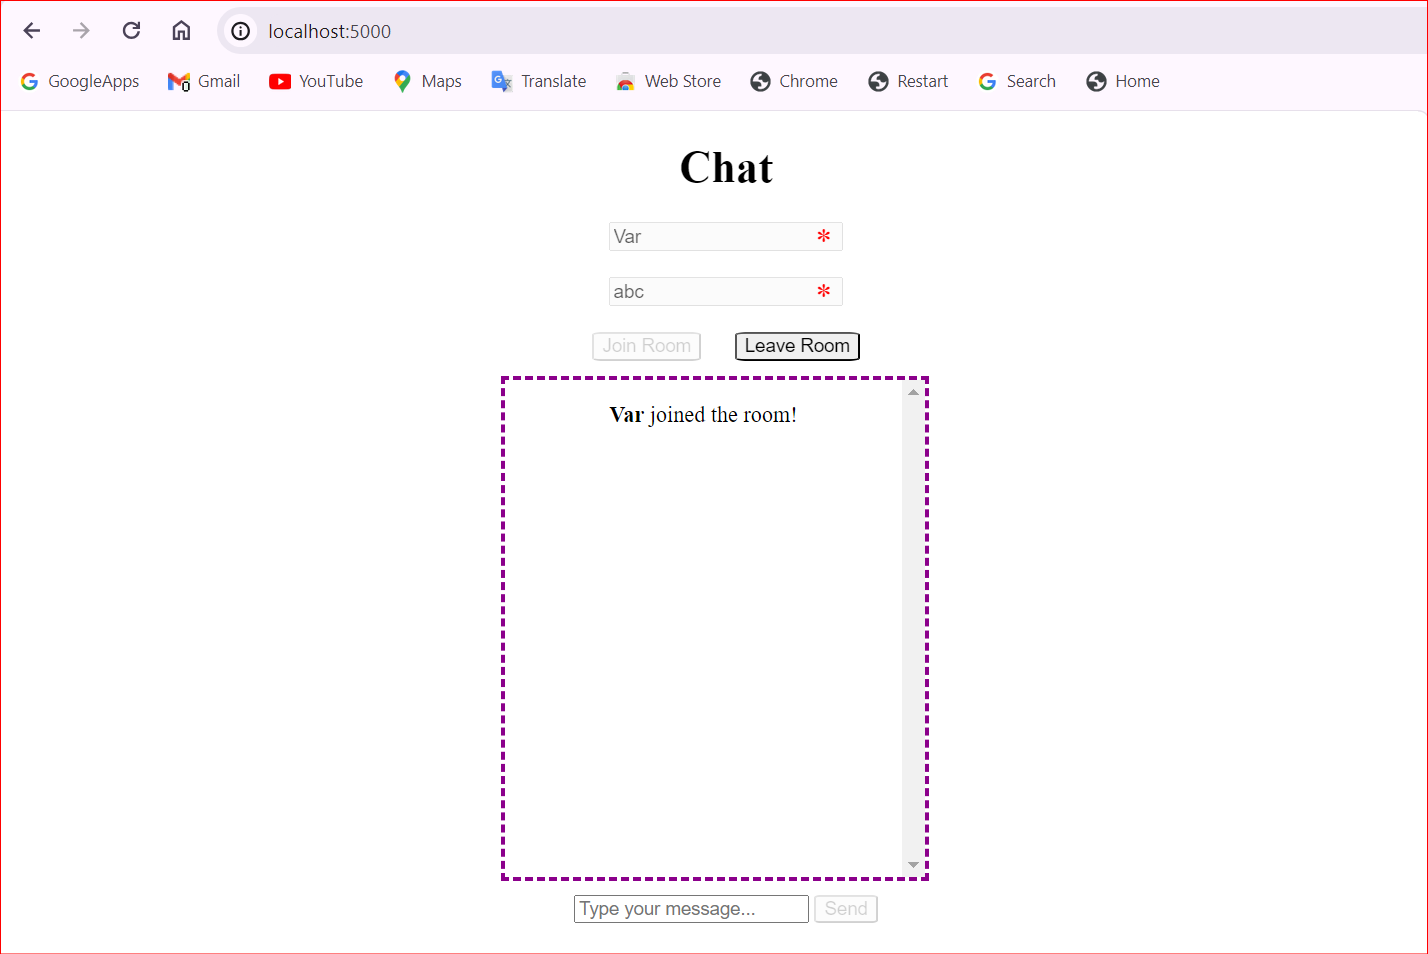 localhost:5000
GoogleApps Gmail YouTube Maps Translate Web Store Chrome Restart Search Home
Chat
Var *
abc *
Join Room Leave Room
Var joined the room!
Type your message... Send